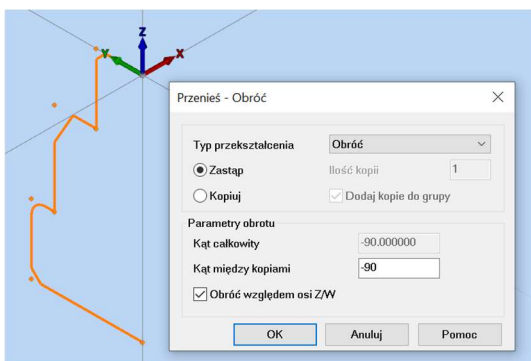 Z
Y
X
Przenieś - Obróć
Typ przekształcenia
Obróć
Zastąp
Ilość kopii
1
Kopiuj
Dodaj kopie do grupy
Parametry obrotu
Kąt całkowity
-90.000000
Kąt między kopiami
-90
Obróć względem osi Z/W
OK
Anuluj
Pomoc